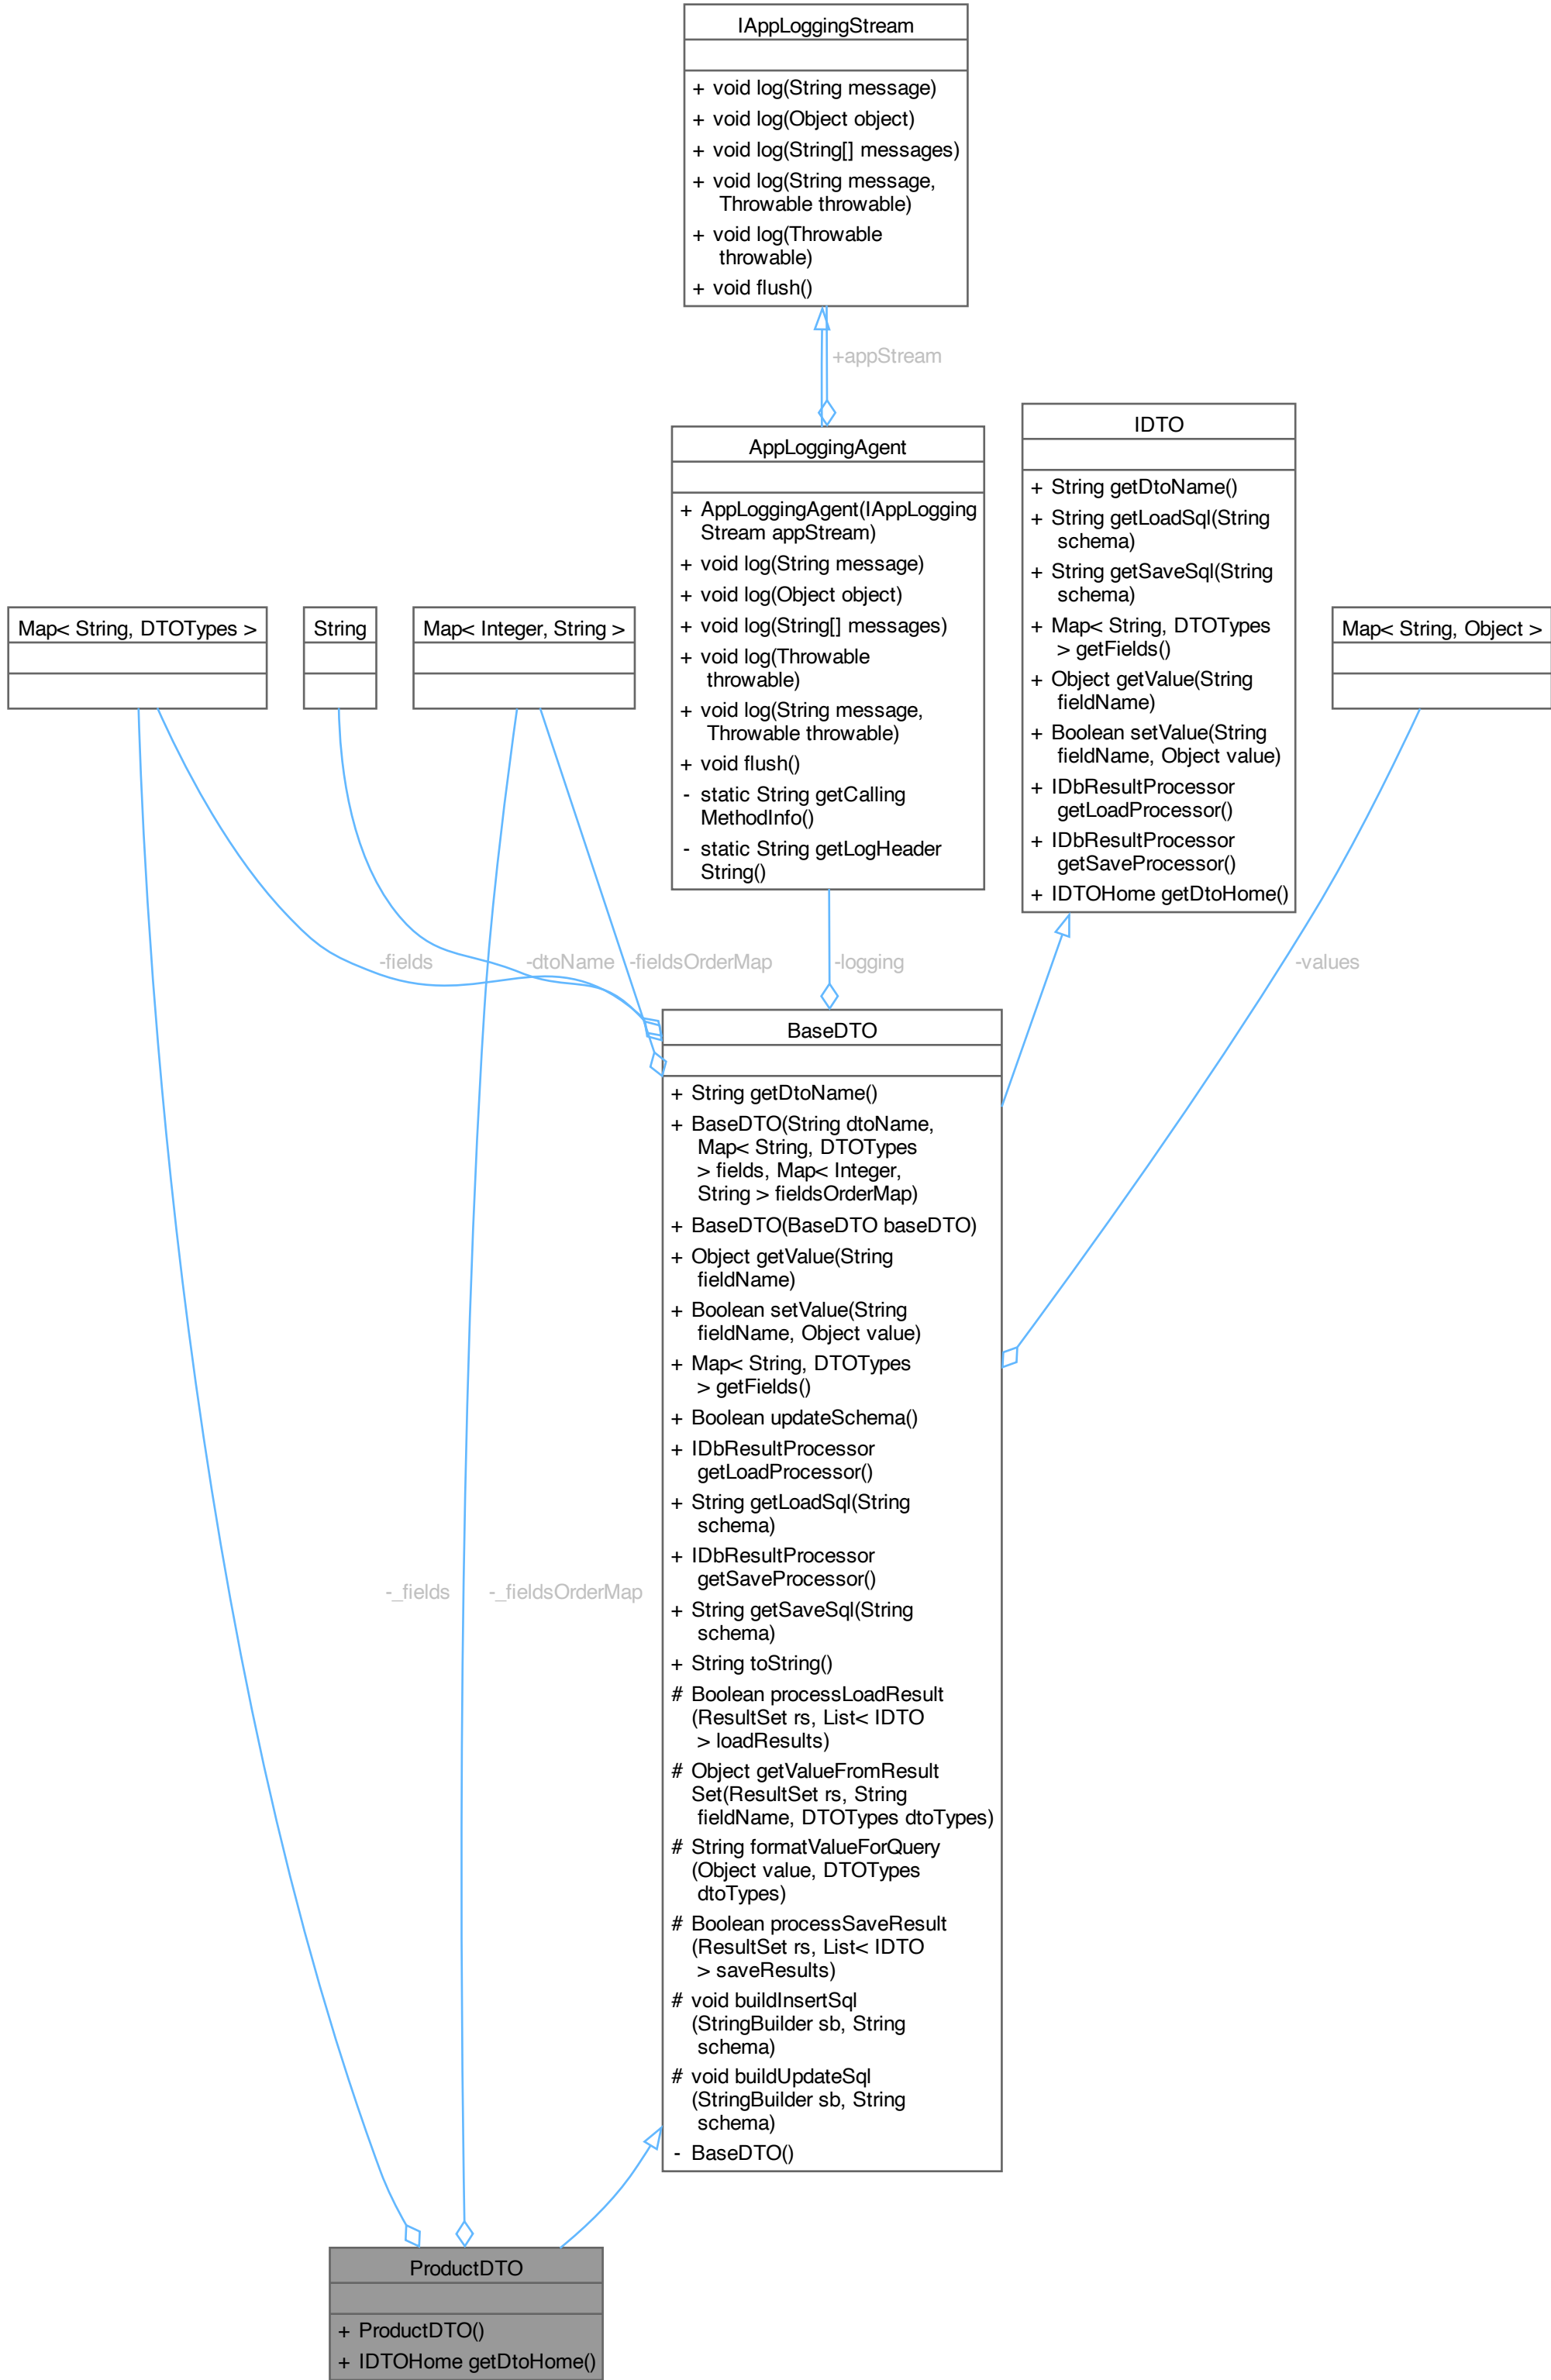 IAppLoggingStream
+ void log(String message)
+ void log(Object object)
+ void log(String[] messages)
+ void log(String message,
Throwable throwable)
+ void log(Throwable
throwable)
+ void flush()
+appStream
AppLoggingAgent
+ AppLoggingAgent(IAppLogging
Stream appStream)
+ void log(String message)
+ void log(Object object)
+ void log(String[] messages)
+ void log(Throwable
throwable)
+ void log(String message,
Throwable throwable)
+ void flush()
- static String getCalling
MethodInfo()
- static String getLogHeader
String()
IDTO
+ String getDtoName()
+ String getLoadSql(String
schema)
+ String getSaveSql(String
schema)
+ Map< String, DTOTypes
> getFields()
+ Object getValue(String
fieldName)
+ Boolean setValue(String
fieldName, Object value)
+ IDbResultProcessor
getLoadProcessor()
+ IDbResultProcessor
getSaveProcessor()
+ IDTOHome getDtoHome()
Map< String, DTOTypes >
String
Map< Integer, String >
Map< String, Object >
-fields
-dtoName
-fieldsOrderMap
-logging
-values
BaseDTO
+ String getDtoName()
+ BaseDTO(String dtoName,
Map< String, DTOTypes
> fields, Map< Integer,
String > fieldsOrderMap)
+ BaseDTO(BaseDTO baseDTO)
+ Object getValue(String
fieldName)
+ Boolean setValue(String
fieldName, Object value)
+ Map< String, DTOTypes
> getFields()
+ Boolean updateSchema()
+ IDbResultProcessor
getLoadProcessor()
+ String getLoadSql(String
schema)
+ IDbResultProcessor
getSaveProcessor()
+ String getSaveSql(String
schema)
+ String toString()
# Boolean processLoadResult
(ResultSet rs, List< IDTO
> loadResults)
# Object getValueFromResult
Set(ResultSet rs, String
fieldName, DTOTypes dtoTypes)
# String formatValueForQuery
(Object value, DTOTypes
dtoTypes)
# Boolean processSaveResult
(ResultSet rs, List< IDTO
> saveResults)
# void buildInsertSql
(StringBuilder sb, String
schema)
# void buildUpdateSql
(StringBuilder sb, String
schema)
- BaseDTO()
-_fields
-_fieldsOrderMap
ProductDTO
+ ProductDTO()
+ IDTOHome getDtoHome()